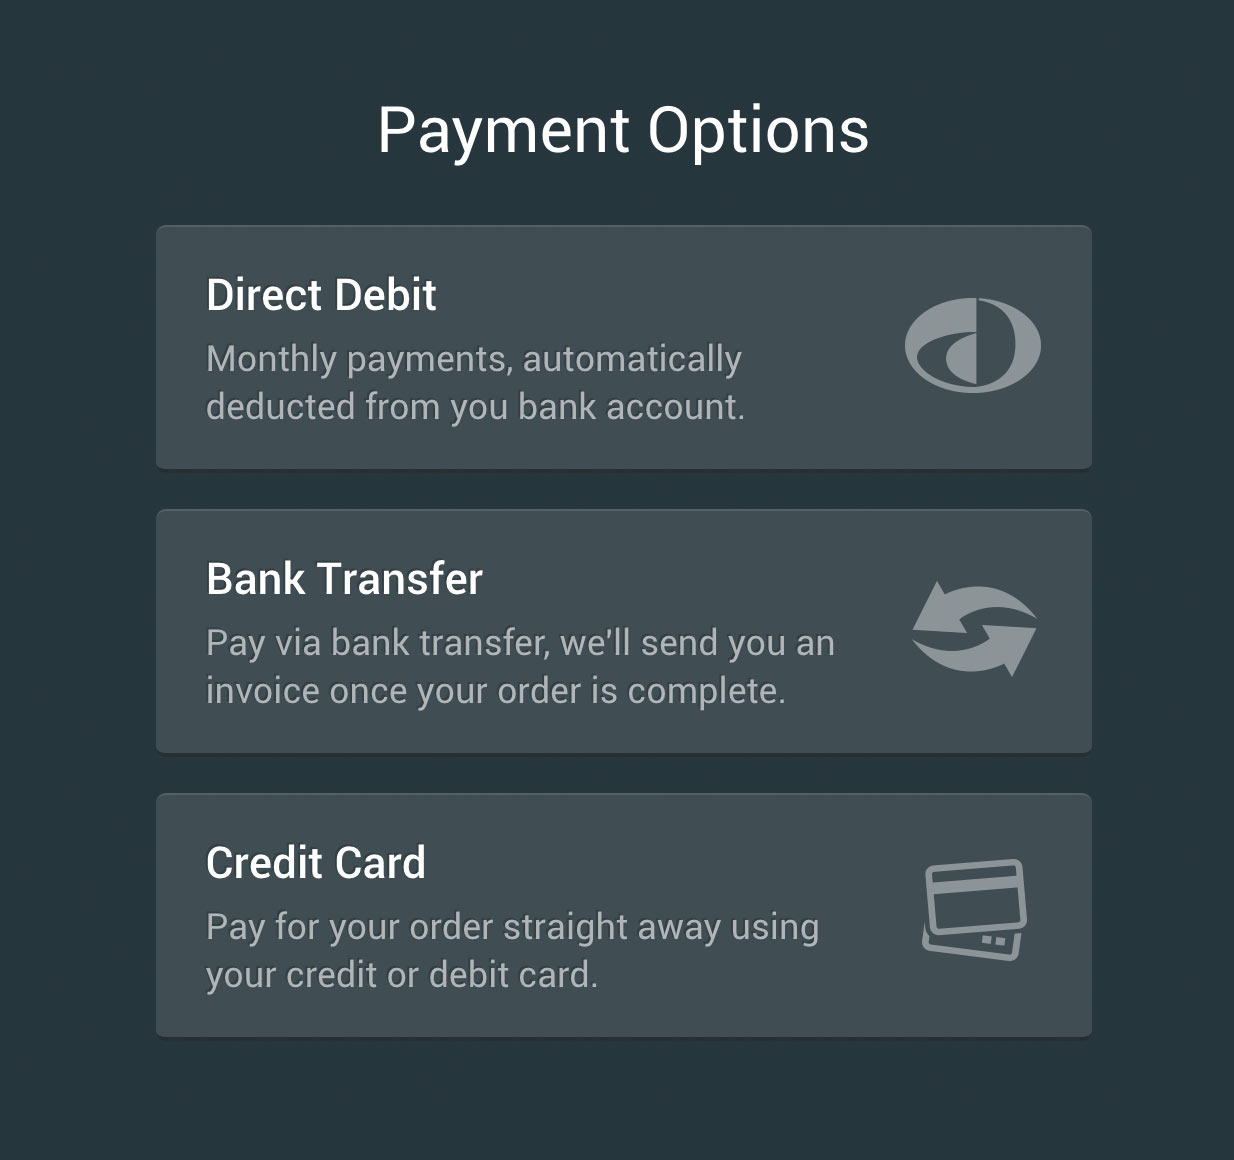 Payment Options
Direct Debit
Monthly payments, automatically
deducted from you bank account.
Bank Transfer
Pay via bank transfer, we'll send you an
invoice once your order is complete.
Credit Card
Pay for your order straight away using
your credit or debit card.